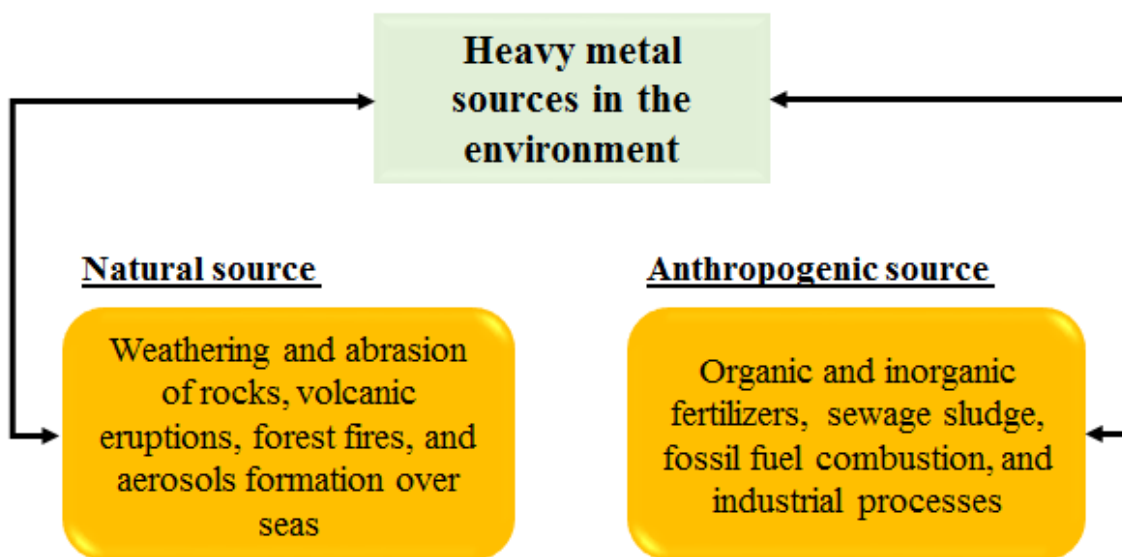 Heavy metal
sources in the
environment
Natural source
Weathering and abrasion
of rocks, volcanic
eruptions, forest fires, and
aerosols formation over
seas
Anthropogenic source
Organic and inorganic
fertilizers, sewage sludge,
fossil fuel combustion, and
industrial processes